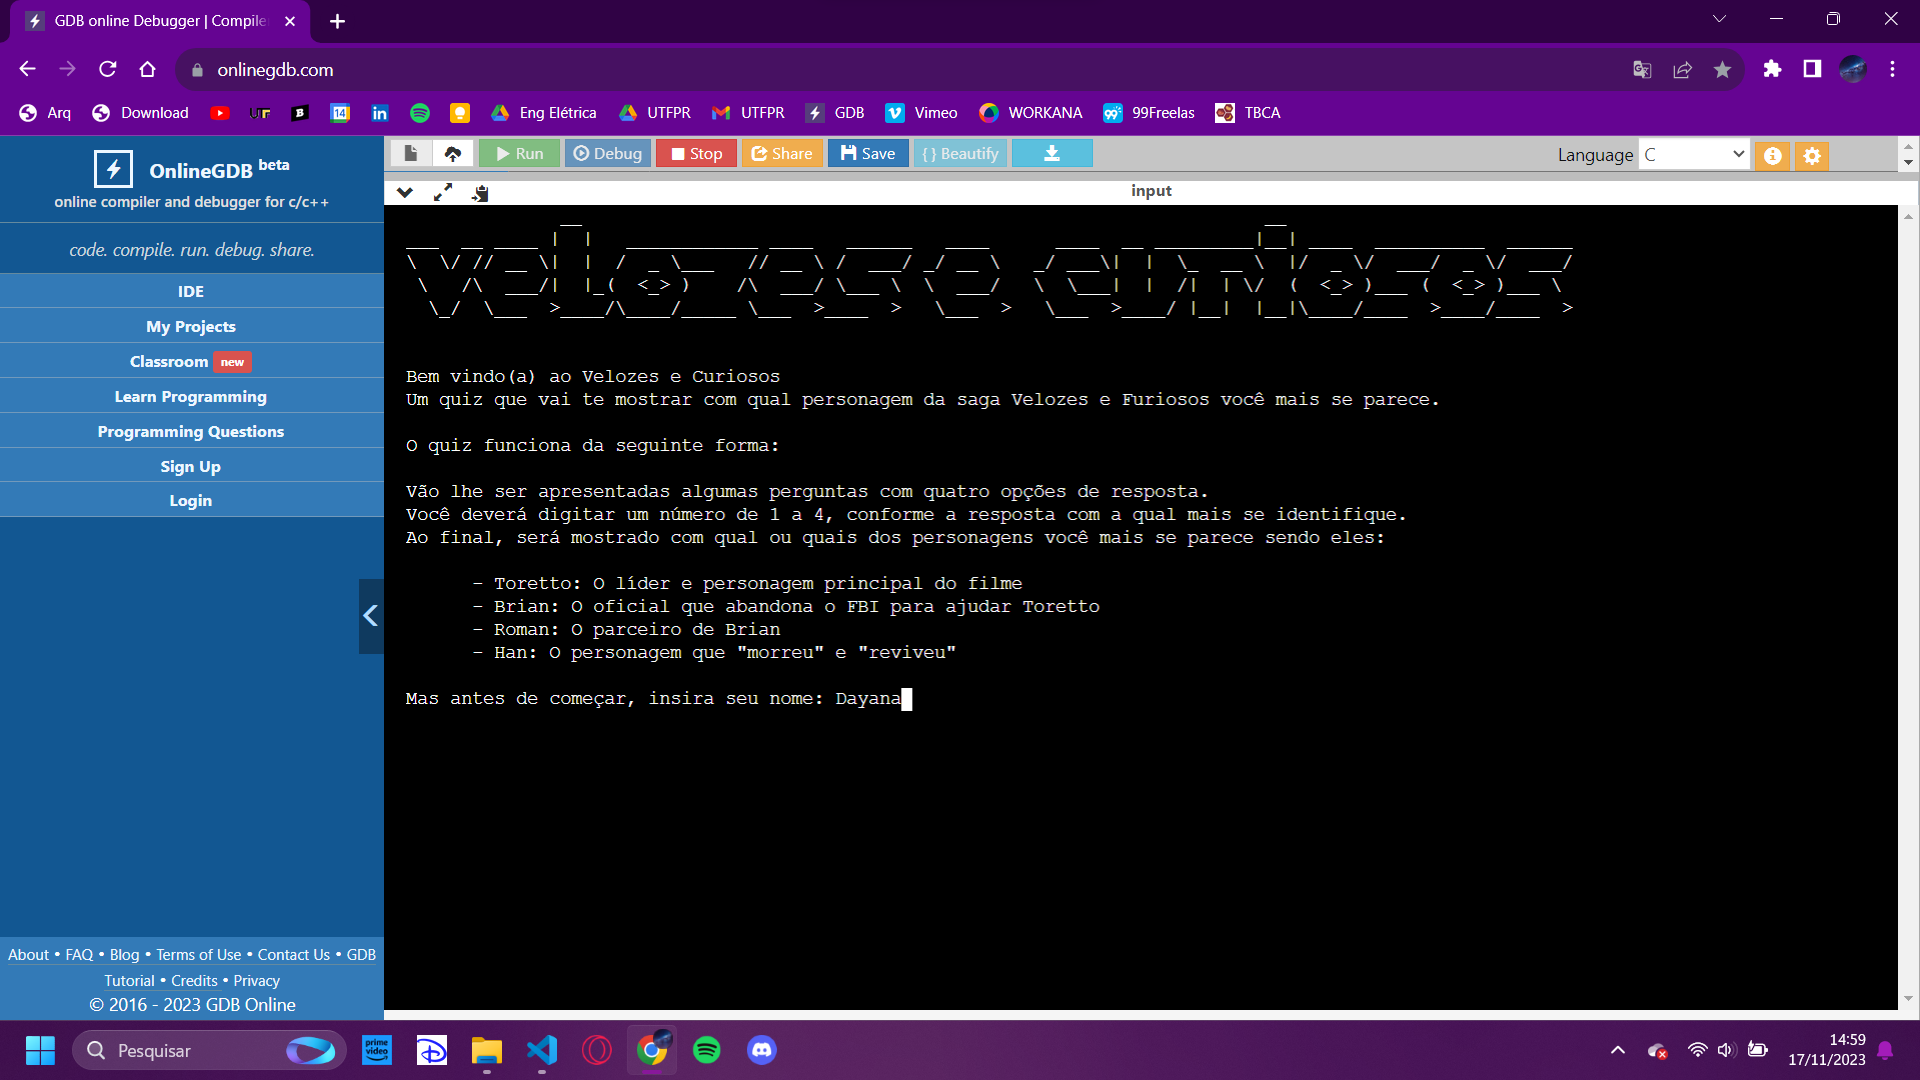 GDB online Debugger | Compile
onlinegdb.com
Arq Download 14 Eng Elétrica UTFPR UTFPR GDB Vimeo WORKANA 99Freelas TBCA
OnlineGDB beta
online compiler and debugger for c/c++
code. compile. run. debug. share.
IDE
My Projects
Classroom new
Learn Programming
Programming Questions
Sign Up
Login
About • FAQ • Blog • Terms of Use • Contact Us • GDB
Tutorial • Credits • Privacy
© 2016 - 2023 GDB Online
Run Debug Stop Share Save { } Beautify
Language C
input
velozes e curiosos
Bem vindo(a) ao Velozes e Curiosos
Um quiz que vai te mostrar com qual personagem da saga Velozes e Furiosos você mais se parece.
O quiz funciona da seguinte forma:
Vão lhe ser apresentadas algumas perguntas com quatro opções de resposta.
Você deverá digitar um número de 1 a 4, conforme a resposta com a qual mais se identifique.
Ao final, será mostrado com qual ou quais dos personagens você mais se parece sendo eles:
- Toretto: O líder e personagem principal do filme
- Brian: O oficial que abandona o FBI para ajudar Toretto
- Roman: O parceiro de Brian
- Han: O personagem que "morreu" e "reviveu"
Mas antes de começar, insira seu nome: Dayana
Pesquisar
prime
video
14:59
17/11/2023